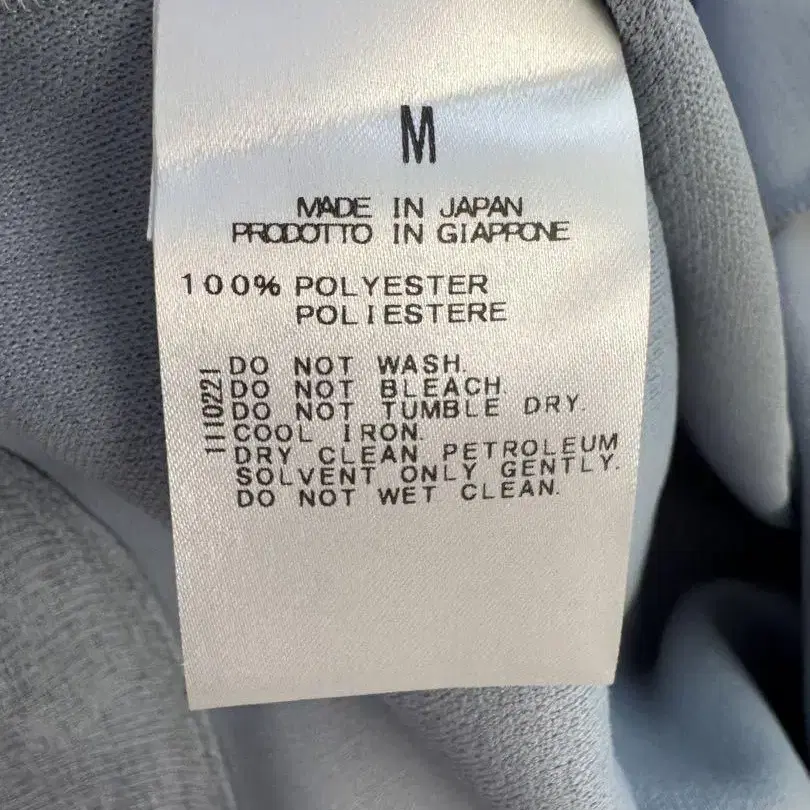 M
MADE IN JAPAN
PRODOTTO IN GIAPPONE
100% POLYESTER
POLIESTERE
1110221
DO NOT WASH.
DO NOT BLEACH.
DO NOT TUMBLE DRY.
COOL IRON.
DRY CLEAN, PETROLEUM
SOLVENT ONLY GENTLY.
DO NOT WET CLEAN.